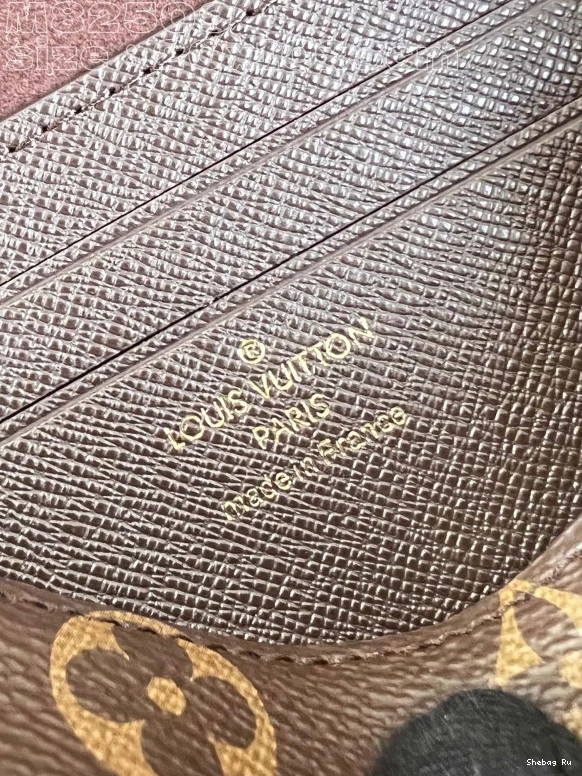 ®
LOUIS VUITTON
PARIS
made in France
Shebag Ru